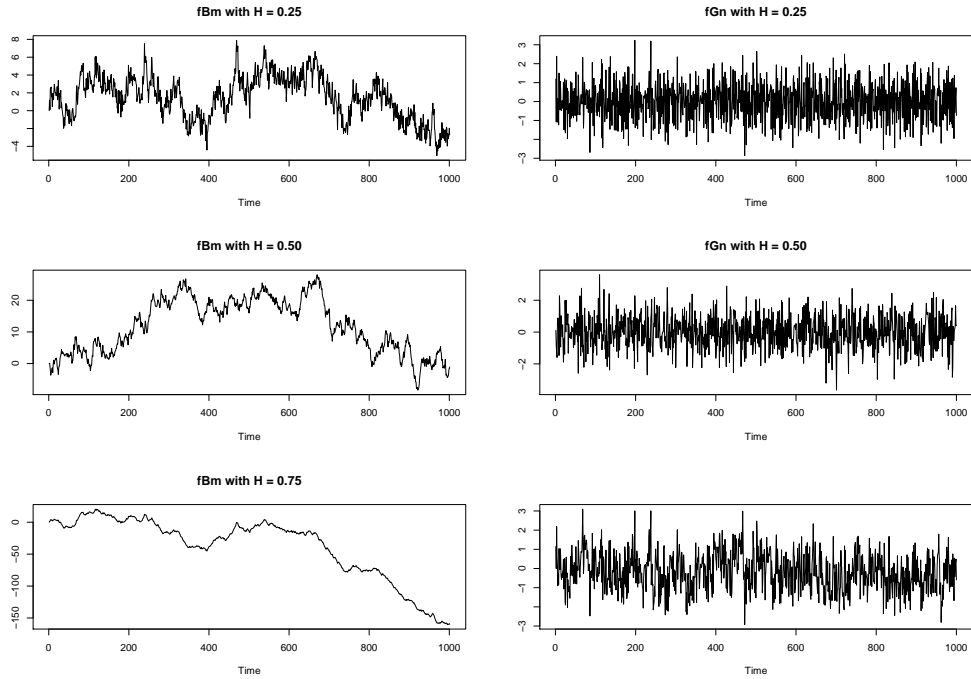 fBm with H = 0.25
8
6
4
2
0
−4
0 200 400 600 800 1000
Time
fGn with H = 0.25
3
2
1
0
−1
−3
0 200 400 600 800 1000
Time
fBm with H = 0.50
20
10
0
0 200 400 600 800 1000
Time
fGn with H = 0.50
2
0
−2
0 200 400 600 800 1000
Time
fBm with H = 0.75
0
−50
−100
−150
0 200 400 600 800 1000
Time
3
2
1
0
−1
−3
0 200 400 600 800 1000
Time